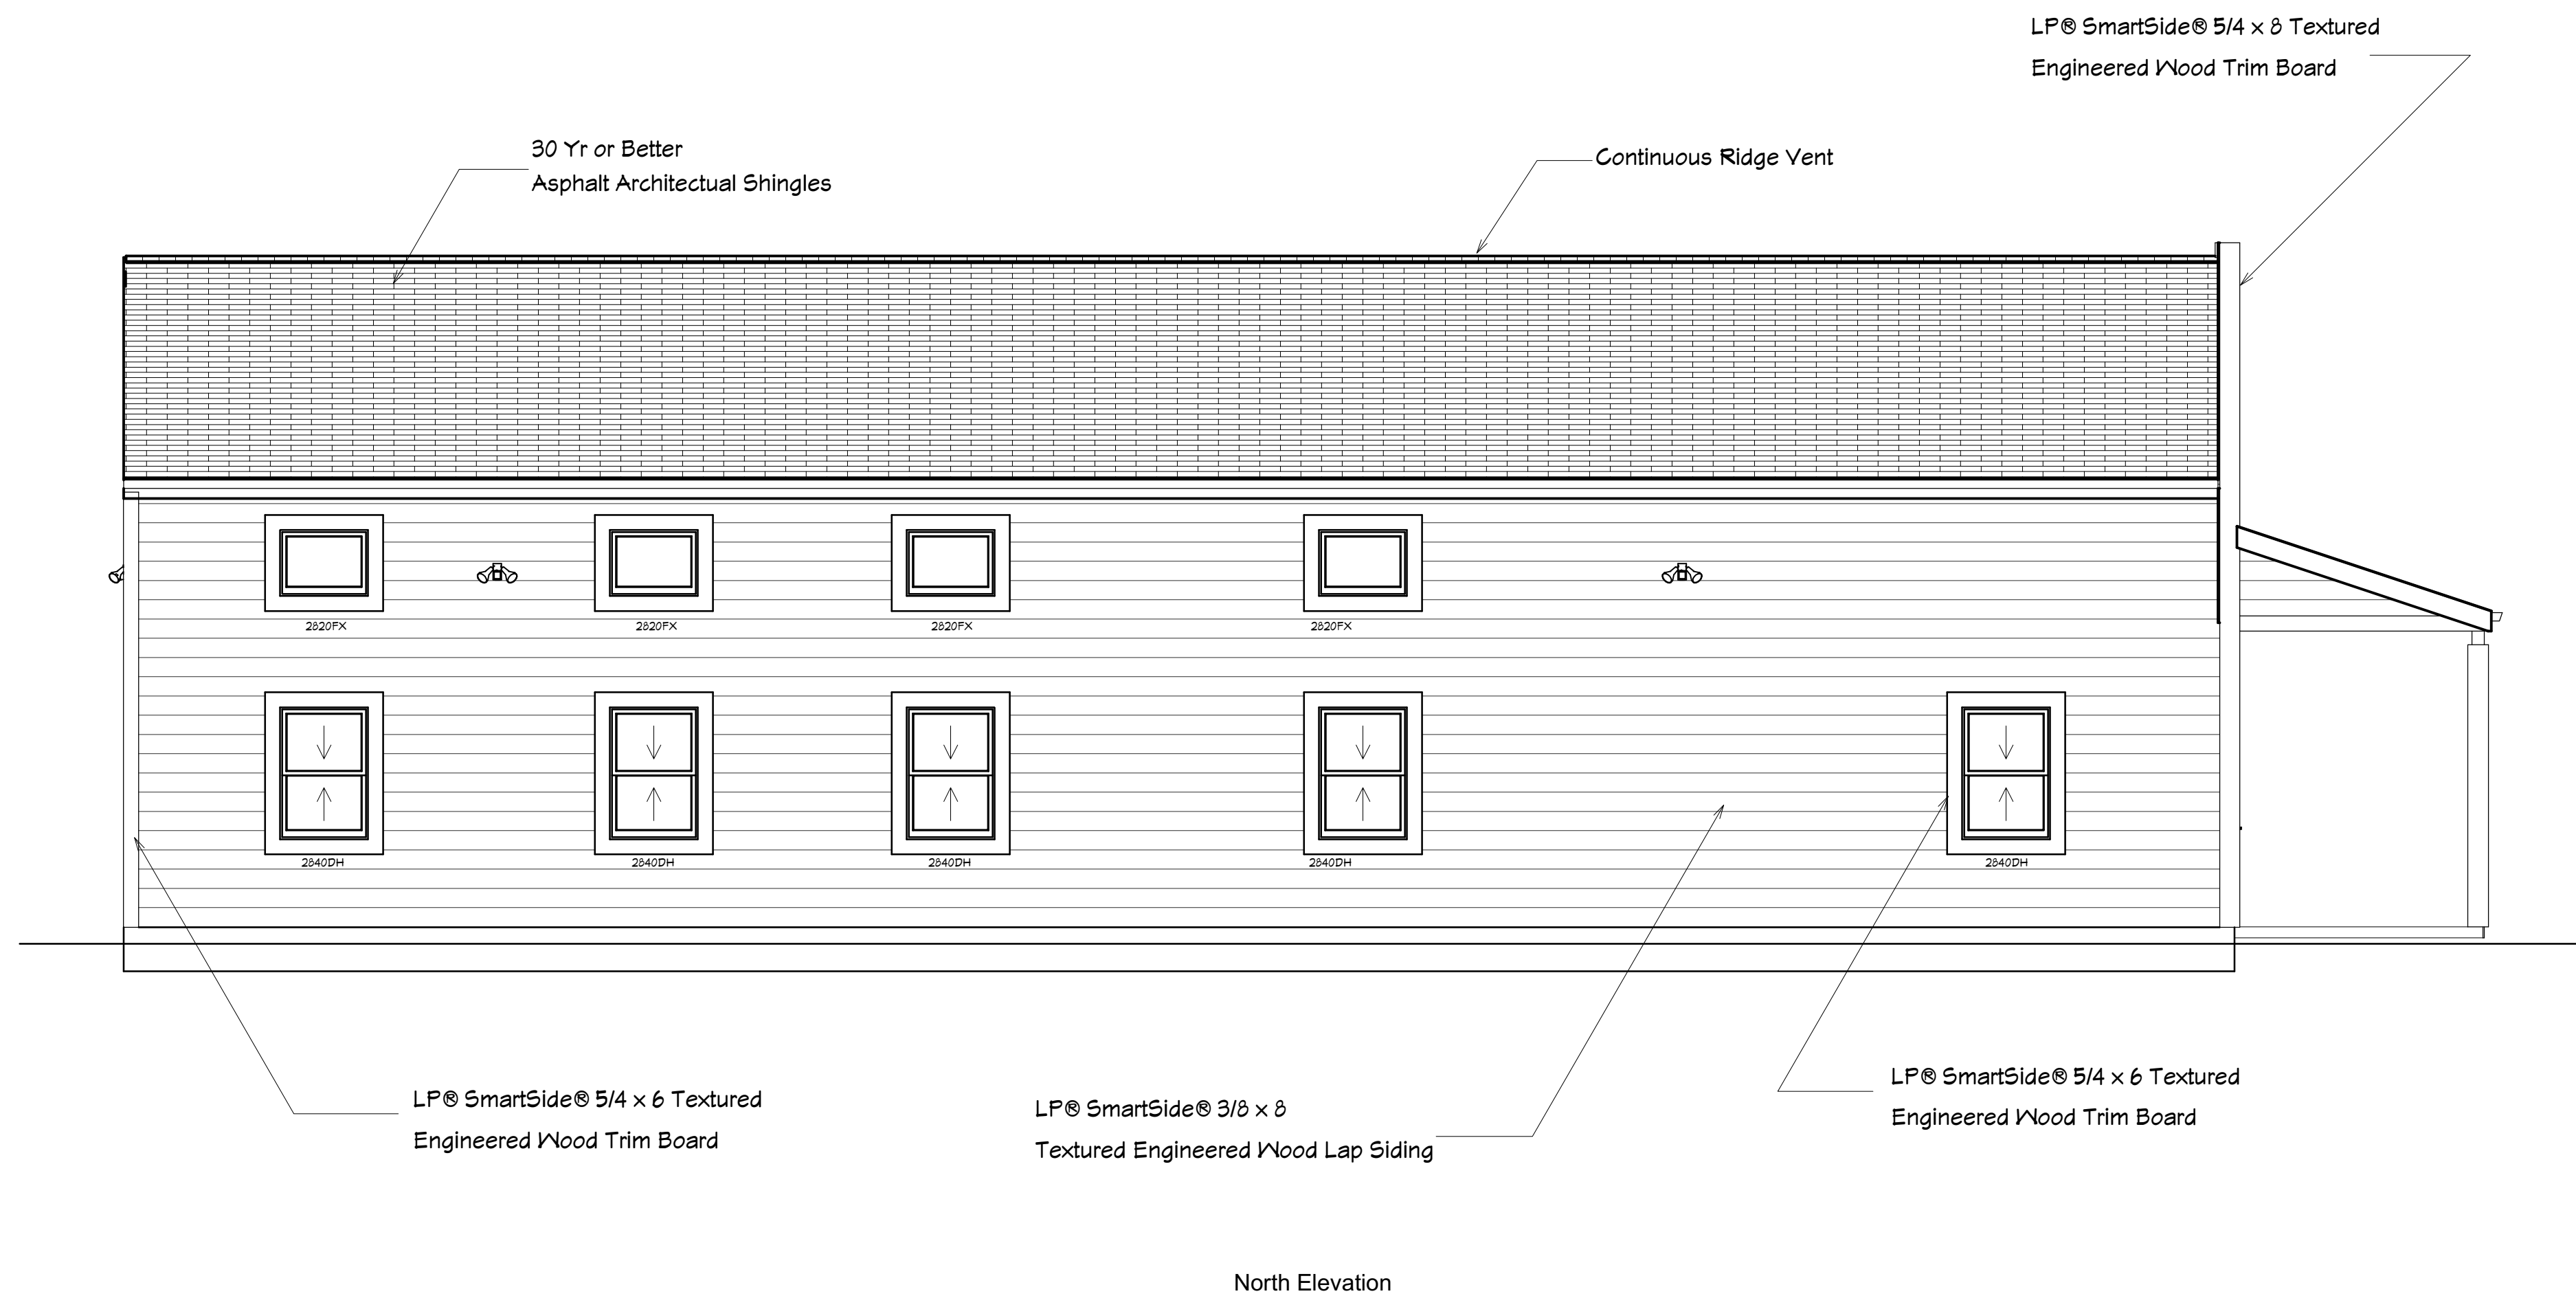 LP® SmartSide® 5/4 x 8 Textured
Engineered Wood Trim Board
30 Yr or Better
Asphalt Architectual Shingles
Continuous Ridge Vent
2820FX
2820FX
2820FX
2820FX
2840DH
2840DH
2840DH
2840DH
2840DH
LP® SmartSide® 5/4 x 6 Textured
Engineered Wood Trim Board
LP® SmartSide® 3/8 x 8
Textured Engineered Wood Lap Siding
LP® SmartSide® 5/4 x 6 Textured
Engineered Wood Trim Board
North Elevation